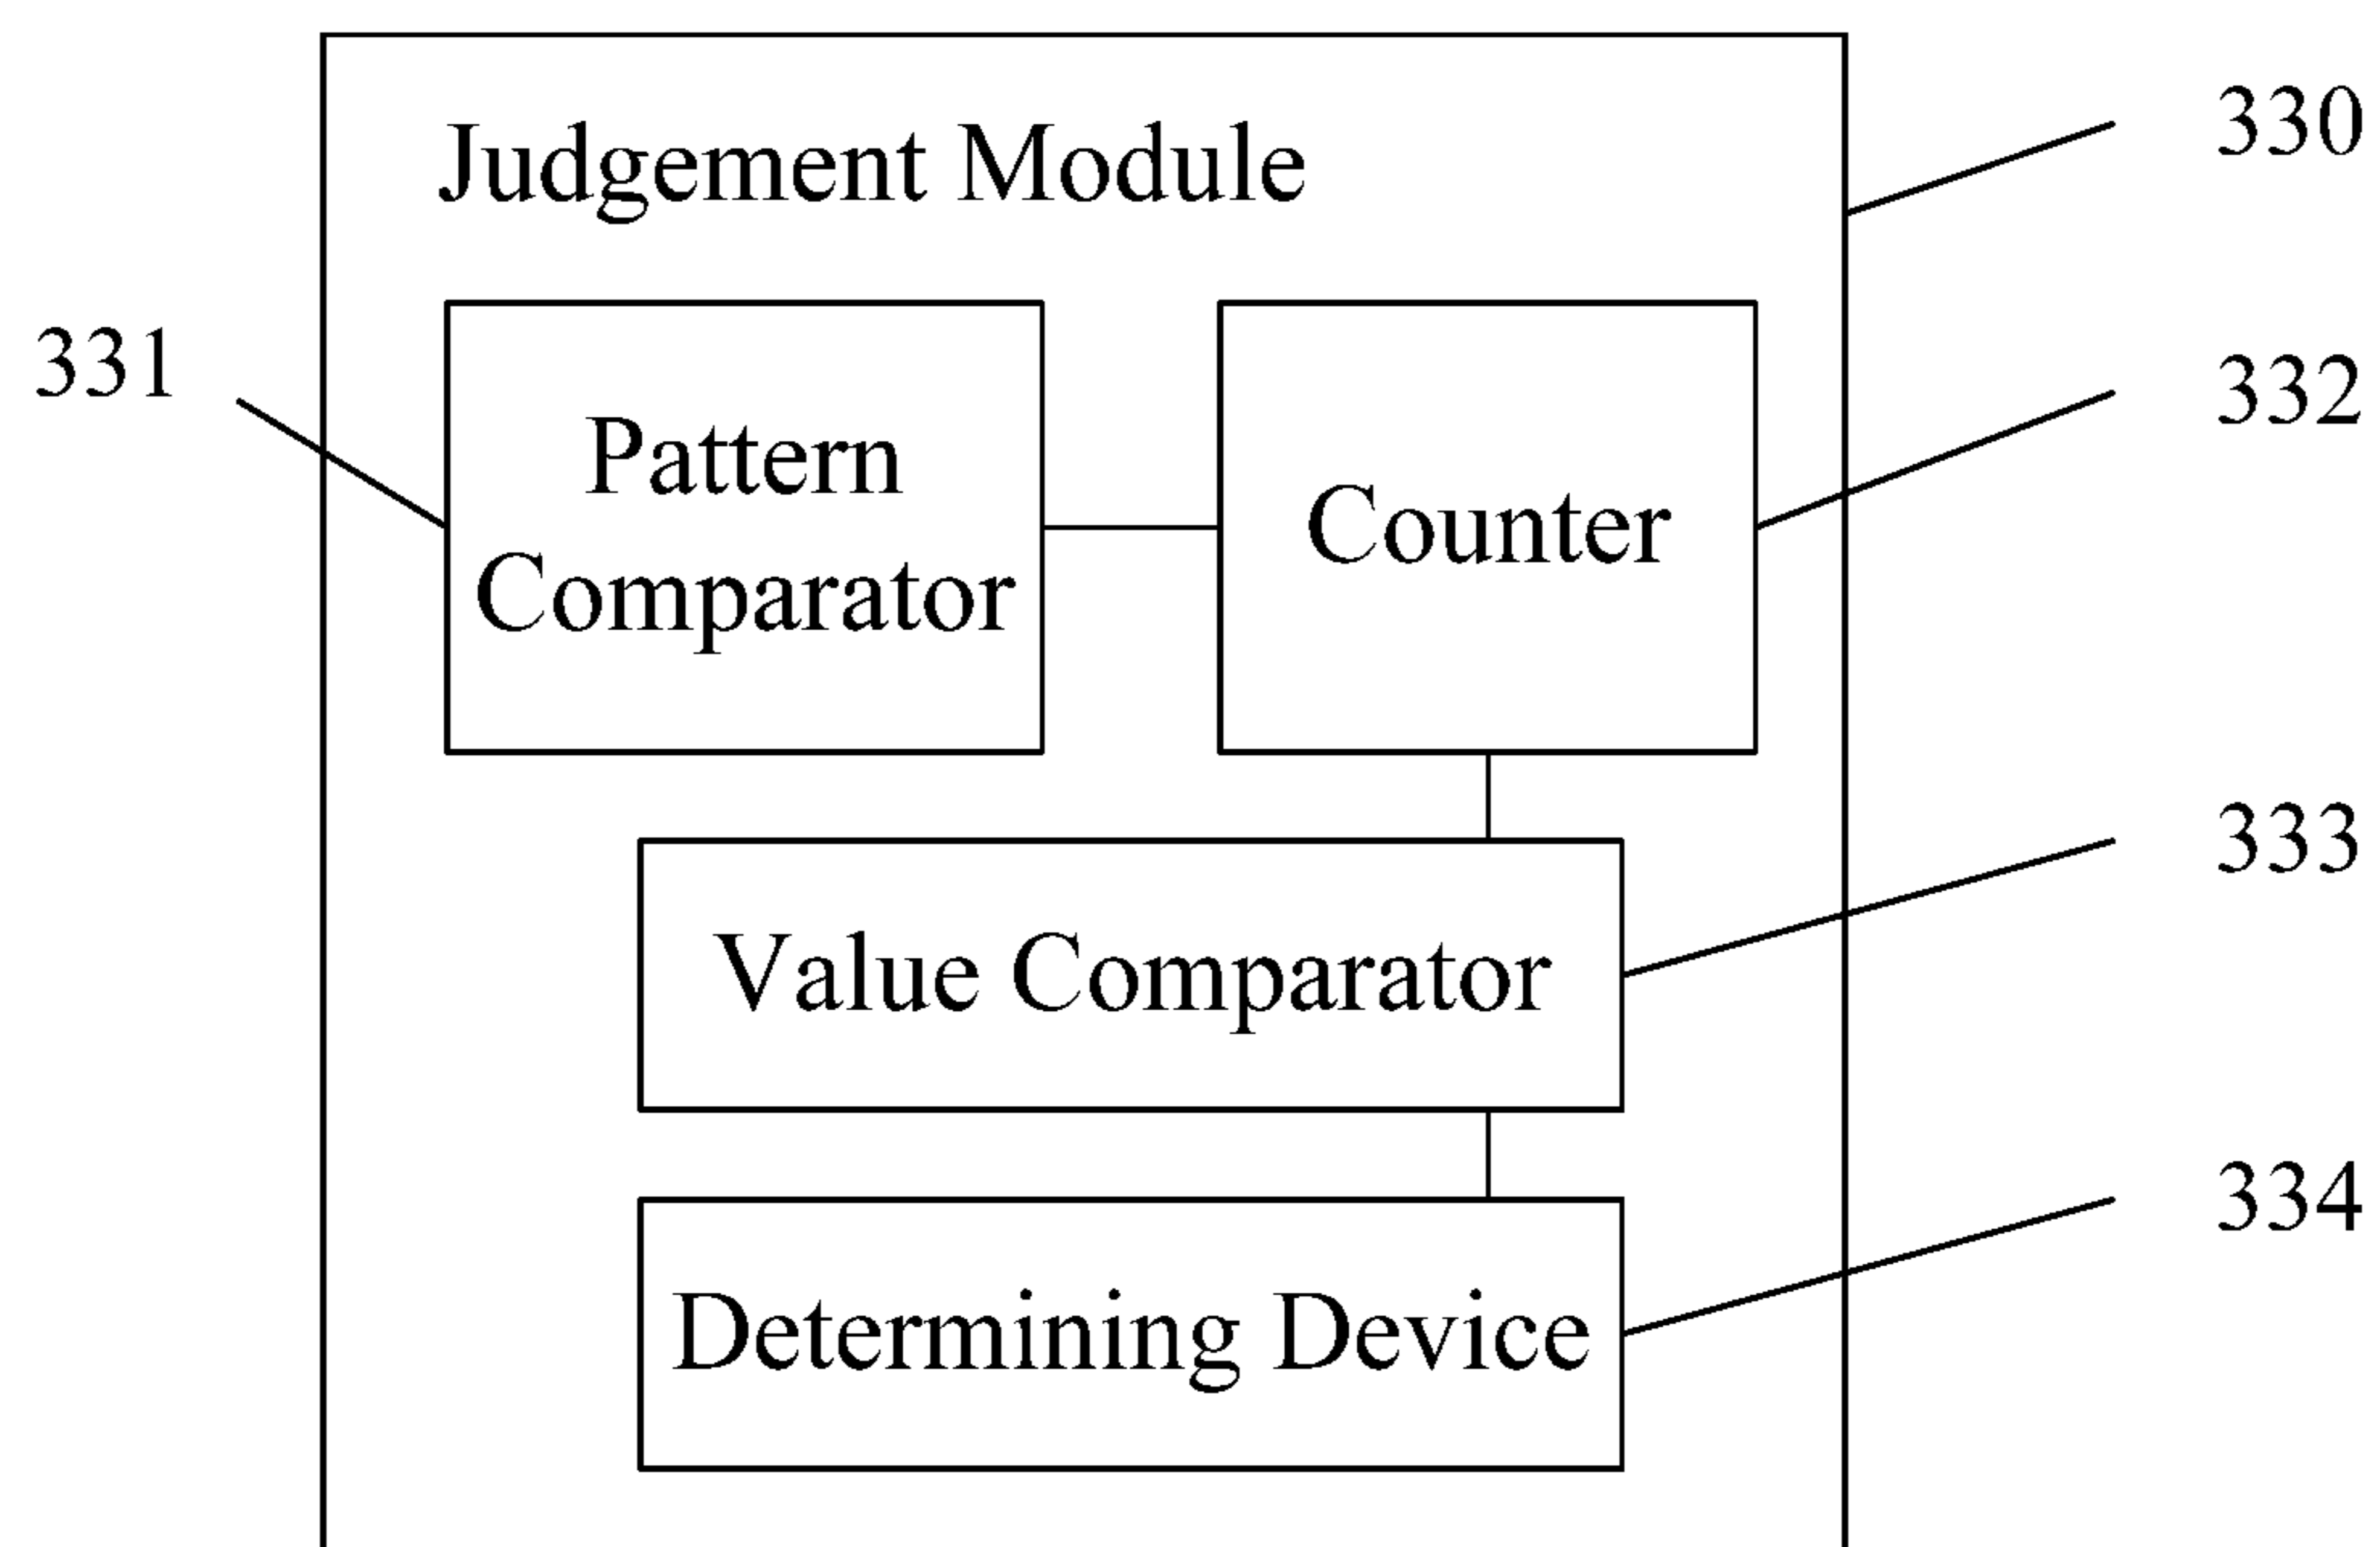 330
Judgement Module
331
332
Pattern
Comparator
Counter
333
Value Comparator
334
Determining Device